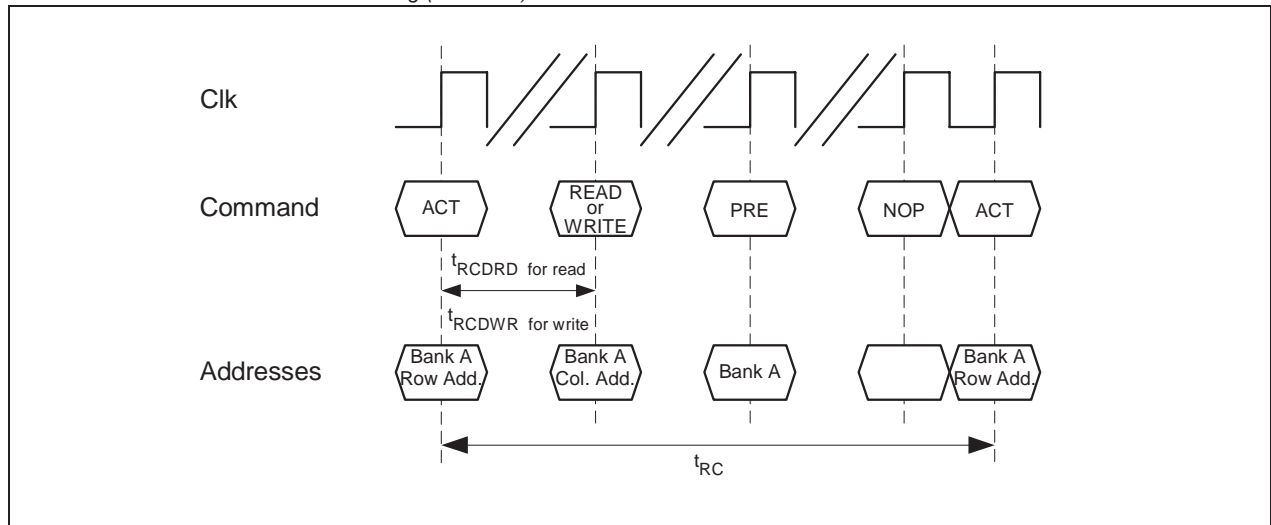 Clk
Command
ACT
READ
or
WRITE
PRE
NOP
ACT
tRCDRD for read
tRCDWR for write
Addresses
Bank A
Row Add.
Bank A
Col. Add.
Bank A
Bank A
Row Add.
tRC